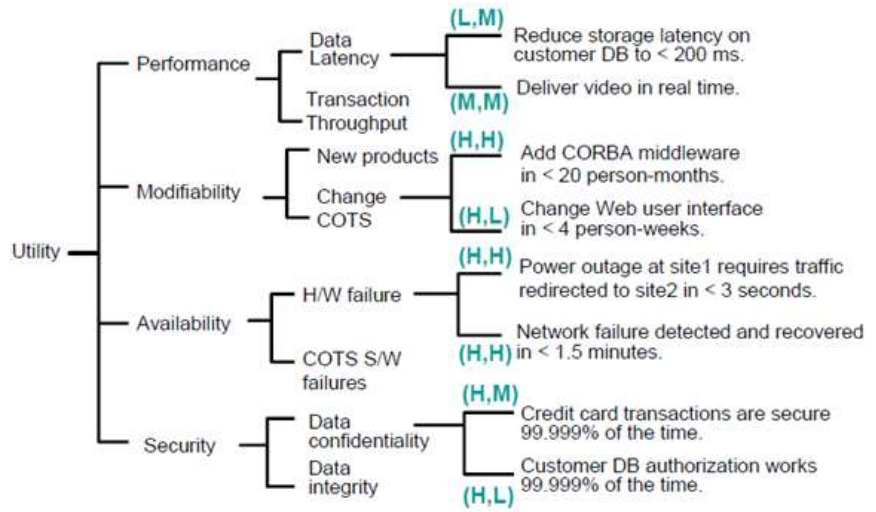 Utility
Performance
Data
Latency
(L,M)
Reduce storage latency on
customer DB to < 200 ms.
(M,M)
Deliver video in real time.
Transaction
Throughput
Modifiability
New products
Change
COTS
(H,H)
Add CORBA middleware
in < 20 person-months.
(H,L)
Change Web user interface
in < 4 person-weeks.
Availability
H/W failure
(H,H)
Power outage at site1 requires traffic
redirected to site2 in < 3 seconds.
(H,H)
Network failure detected and recovered
in < 1.5 minutes.
COTS S/W
failures
Security
Data
confidentiality
(H,M)
Credit card transactions are secure
99.999% of the time.
(H,L)
Customer DB authorization works
99.999% of the time.
Data
integrity